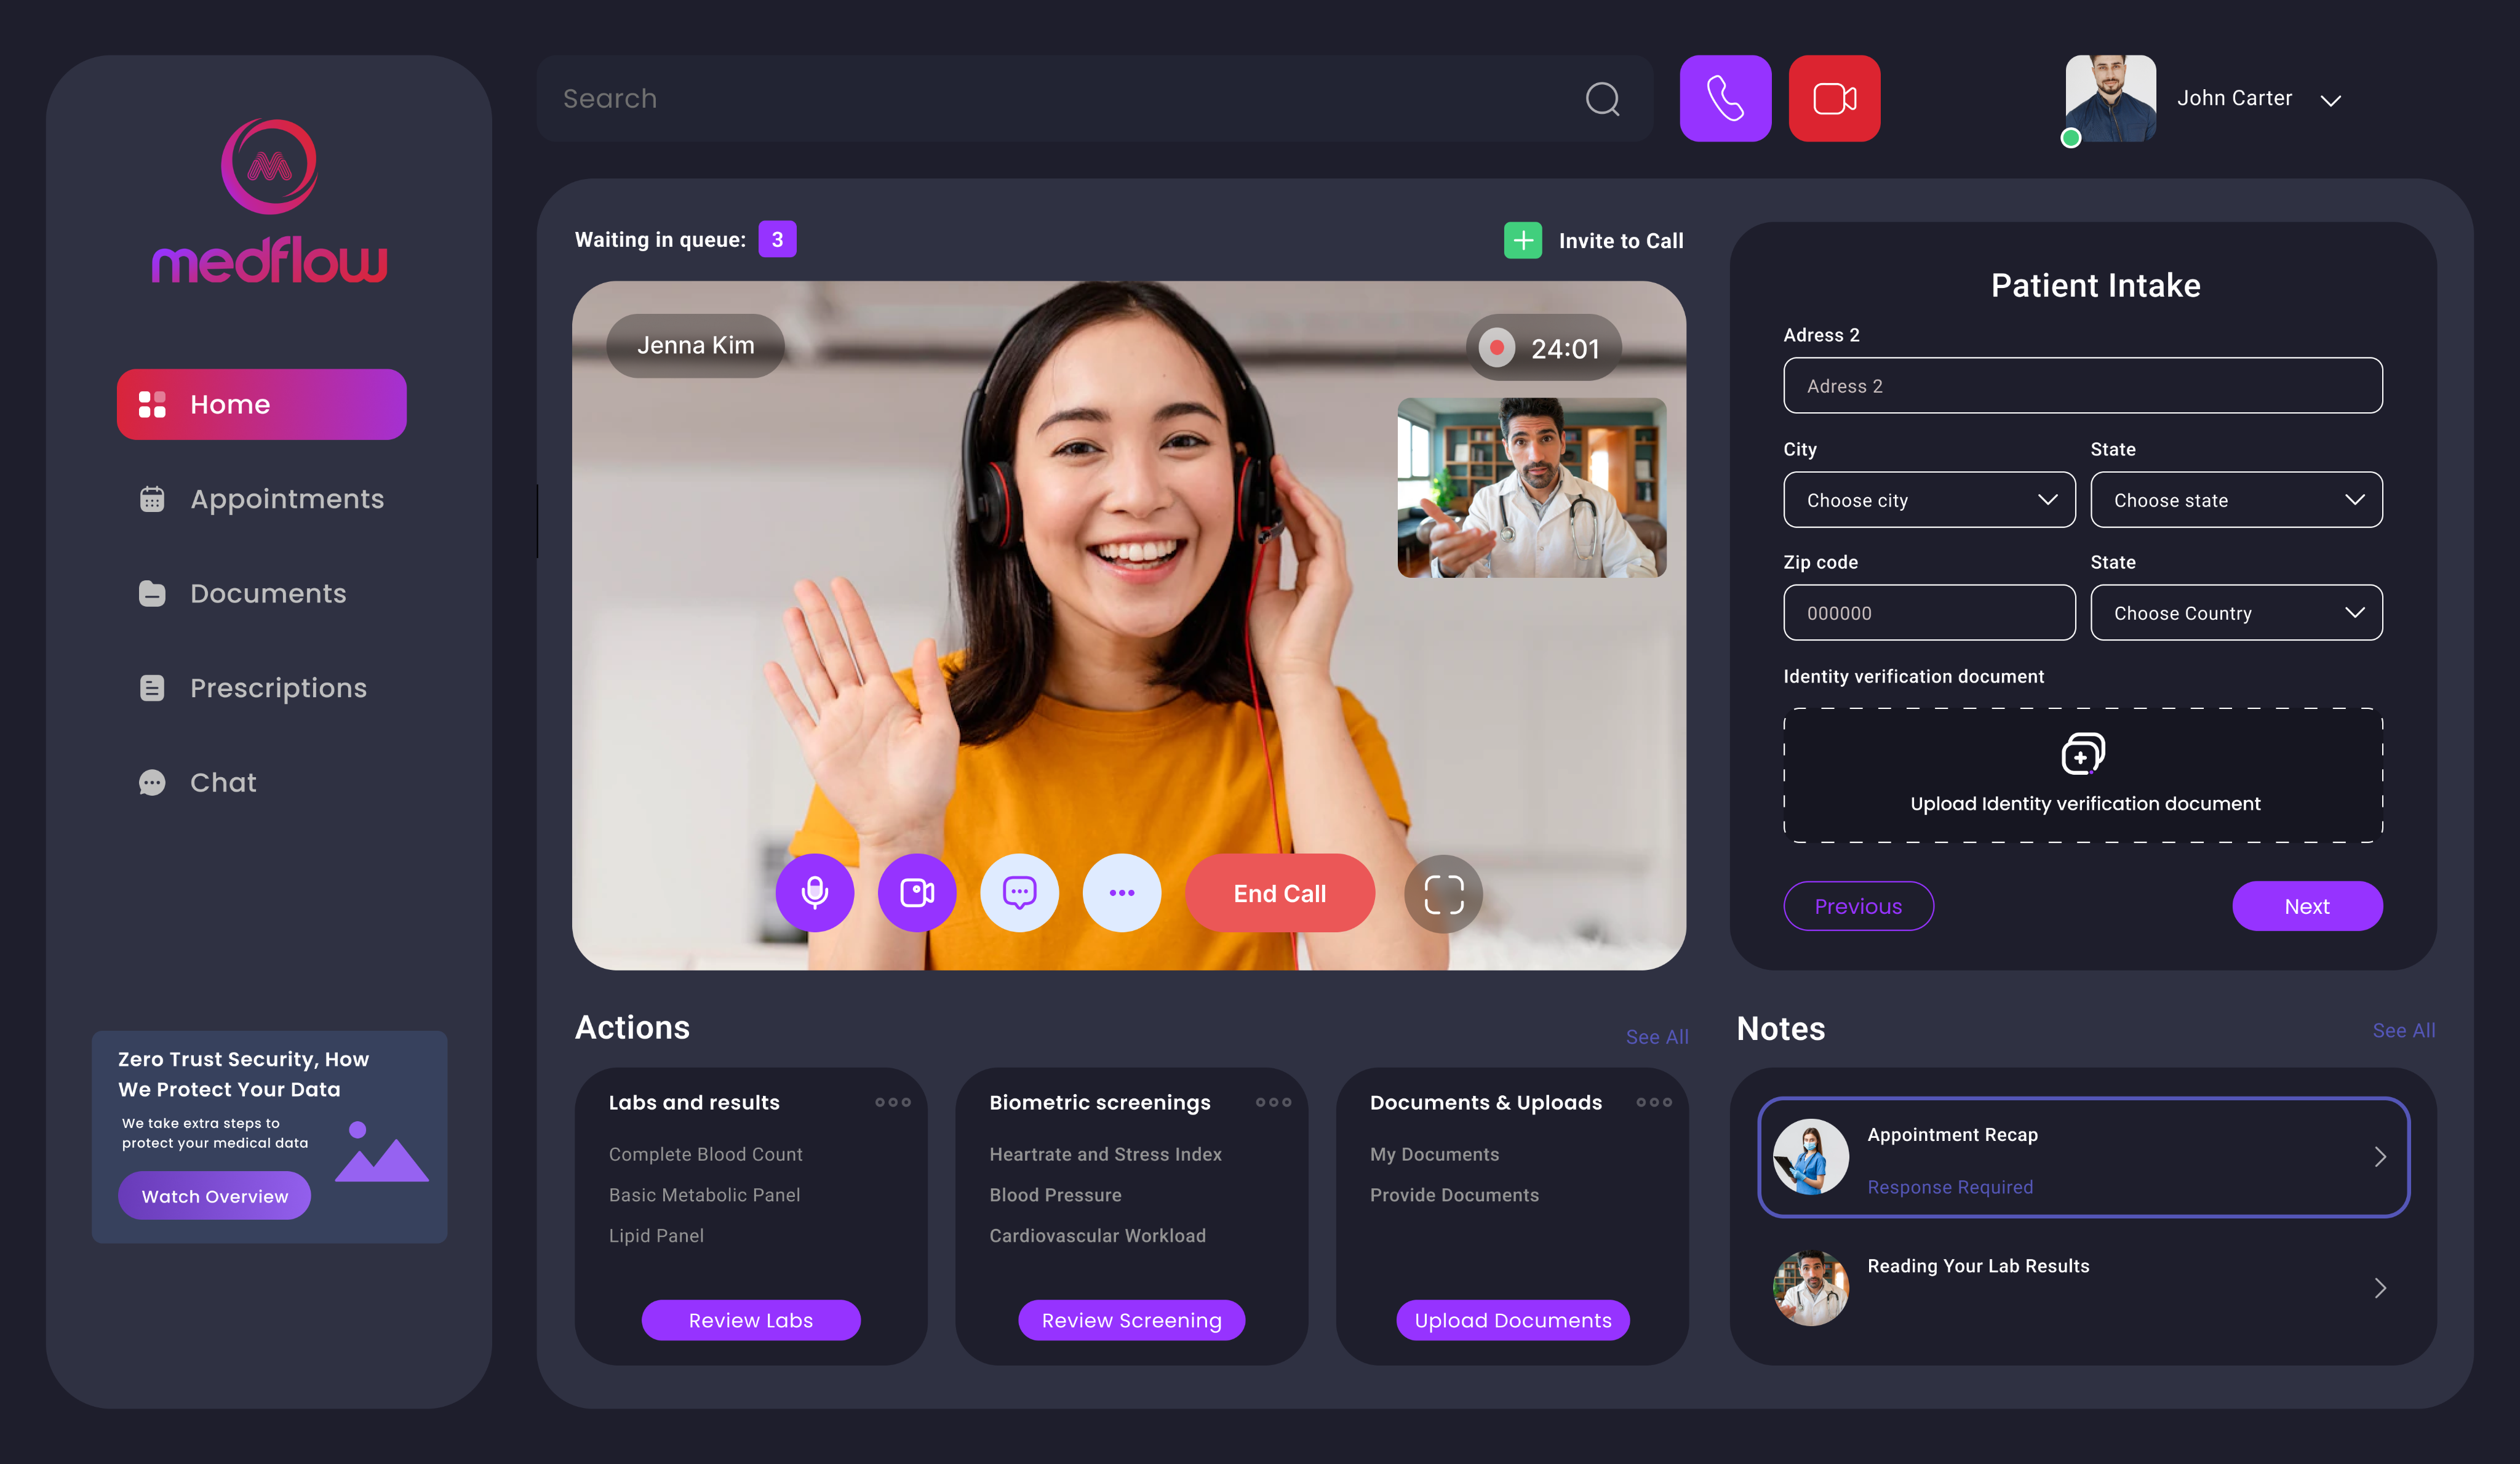 medflow
Home
Appointments
Documents
Prescriptions
Chat
Zero Trust Security, How
We Protect Your Data
We take extra steps to
protect your medical data
Watch Overview
Search
John Carter
Waiting in queue: 3
Invite to Call
Jenna Kim
24:01
End Call
Patient Intake
Adress 2
Adress 2
City
State
Choose city
Choose state
Zip code
State
000000
Choose Country
Identity verification document
Upload Identity verification document
Previous
Next
Actions
See All
Labs and results
Complete Blood Count
Basic Metabolic Panel
Lipid Panel
Review Labs
Biometric screenings
Heartrate and Stress Index
Blood Pressure
Cardiovascular Workload
Review Screening
Documents & Uploads
My Documents
Provide Documents
Upload Documents
Notes
See All
Appointment Recap
Response Required
Reading Your Lab Results